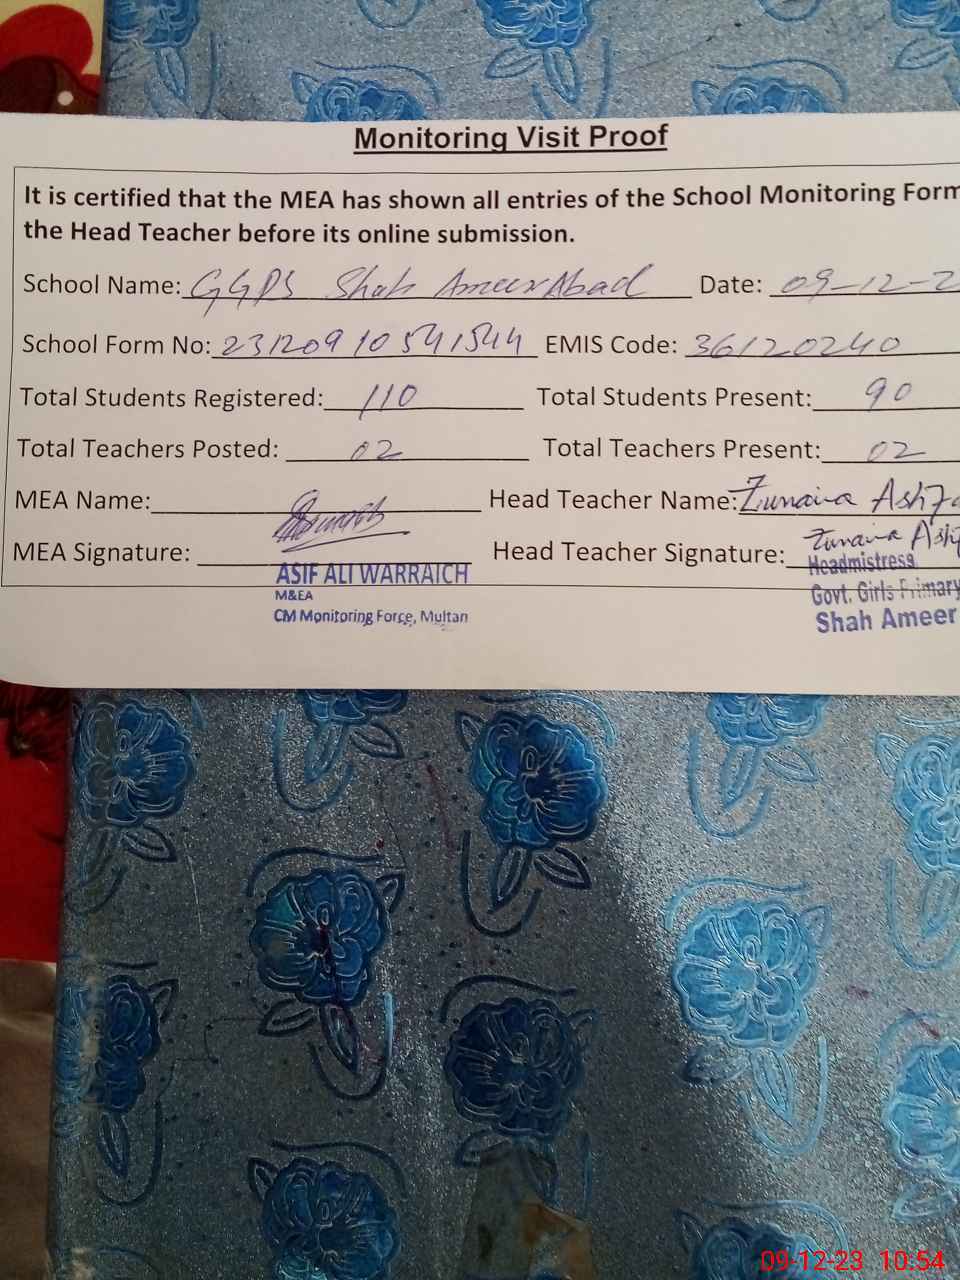 Monitoring Visit Proof
It is certified that the MEA has shown all entries of the School Monitoring Form
the Head Teacher before its online submission.
School Name: GGPS Shah AmeerAbad Date: 09-12-2
School Form No: 23120910541544 EMIS Code: 36120240
Total Students Registered: 110 Total Students Present: 90
Total Teachers Posted: 02 Total Teachers Present: 02
MEA Name: Head Teacher Name: Zunaira
MEA Signature: Head Teacher Signature: Zunaira
ASIF ALI WARRAICH Headmistress
M&EA Govt. Girls Primary
CM Monitoring Force, Multan Shah Ameer
09-12-23 10:54